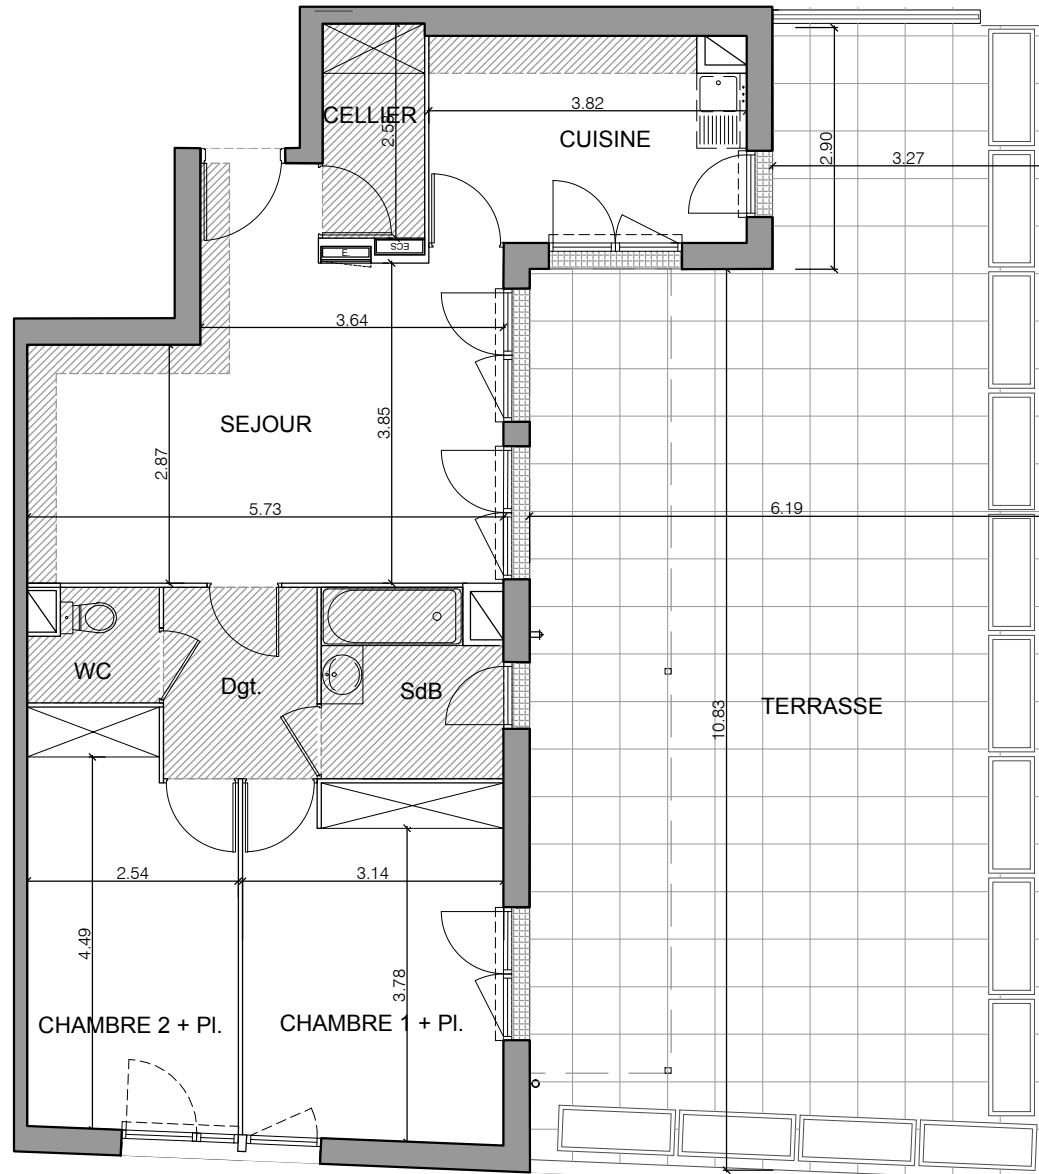 CELLIER
2.58
3.82
CUISINE
2.90
3.27
E.
ECS
3.64
SEJOUR
3.85
2.87
5.73
6.19
WC
Dgt.
SdB
10.83
TERRASSE
2.54
3.14
4.49
3.78
CHAMBRE 2 + Pl.
CHAMBRE 1 + Pl.